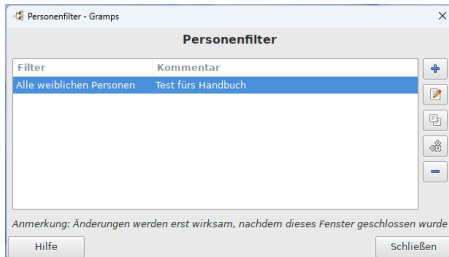 Personenfilter - Gramps
Personenfilter
Filter Kommentar
Alle weiblichen Personen Test fürs Handbuch
Anmerkung: Änderungen werden erst wirksam, nachdem dieses Fenster geschlossen wurde
Hilfe Schließen